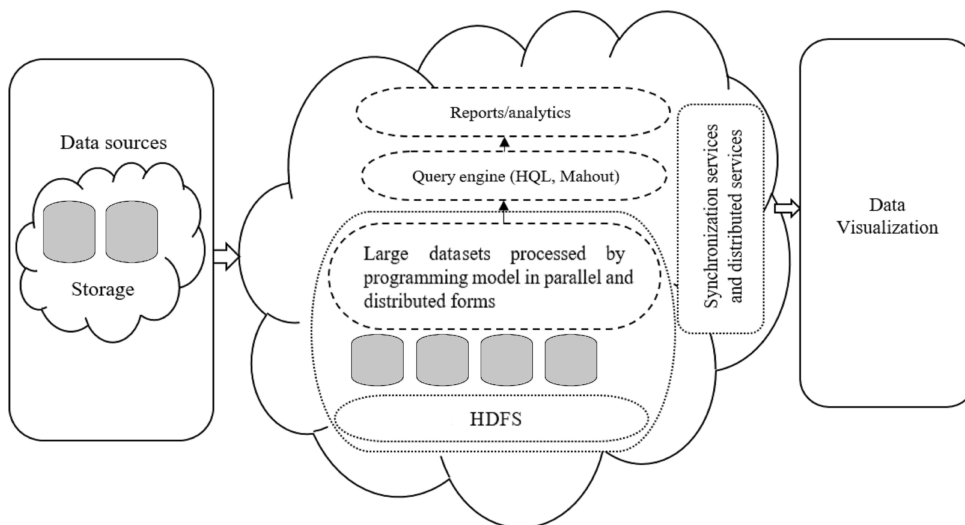 Data sources
Storage
Reports/analytics
Query engine (HQL, Mahout)
Large datasets processed by
programming model in parallel and
distributed forms
HDFS
Synchronization services
and distributed services
Data
Visualization